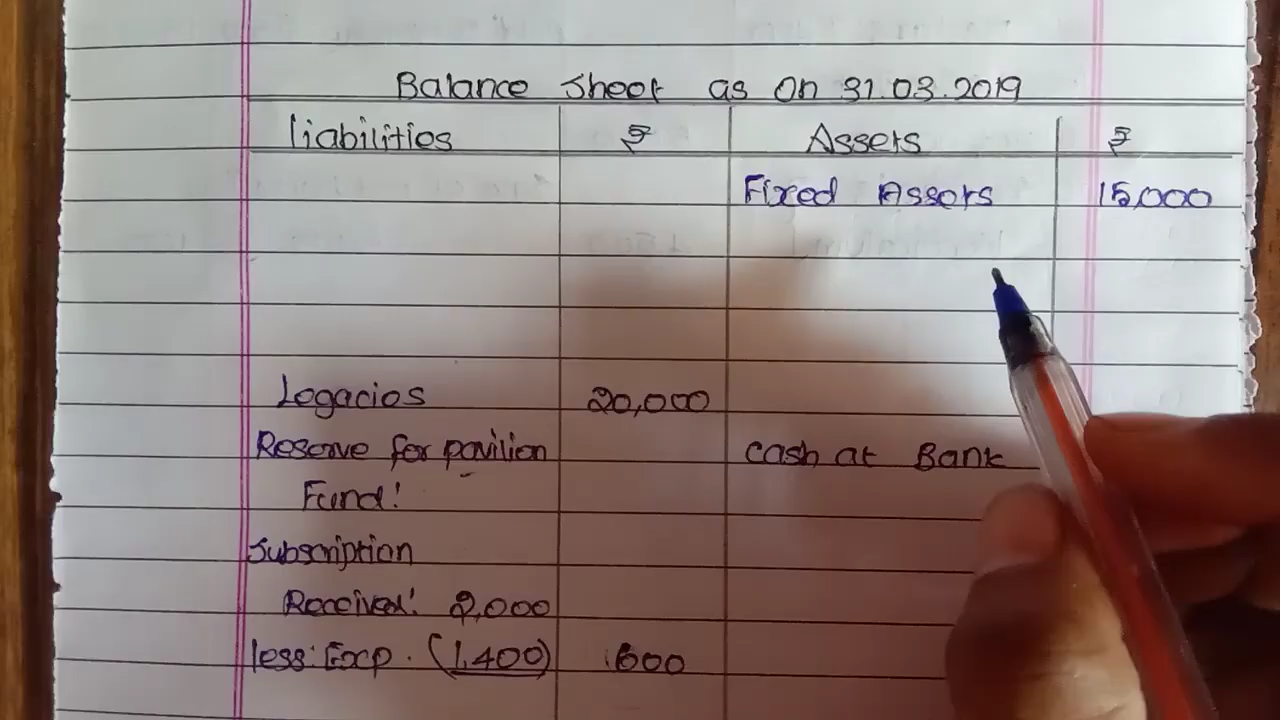 Balance Sheet as on 31.03.2019
Liabilities ₹ Assets ₹
Fixed Assets 15,000
Legacies 20,000
Reserve for pavilion Cash at Bank
Fund:
Subscription
Received: 2,000
less: Exp. (1,400) 600